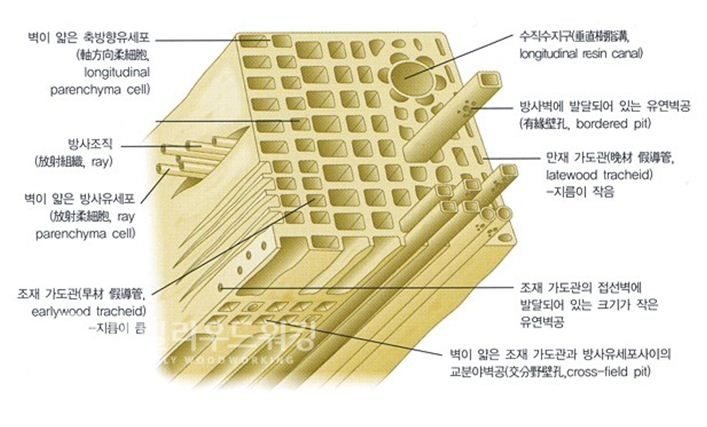 벽이 얇은 축방향유세포
(軸方向柔細胞,
longitudinal
parenchyma cell)
방사조직
(放射組織, ray)
벽이 얇은 방사유세포
(放射柔細胞, ray
parenchyma cell)
조재 가도관(早材 假導管,
earlywood tracheid)
-지름이 큼
수직수지구(垂直樹脂溝,
longitudinal resin canal)
방사벽에 발달되어 있는 유연벽공
(有緣壁孔, bordered pit)
만재 가도관(晩材 假導管,
latewood tracheid)
-지름이 작음
조재 가도관의 접선벽에
발달되어 있는 크기가 작은
유연벽공
벽이 얇은 조재 가도관과 방사유세포사이의
교분야벽공(交分野壁孔,cross-field pit)
우드워킹
WOODWORKING